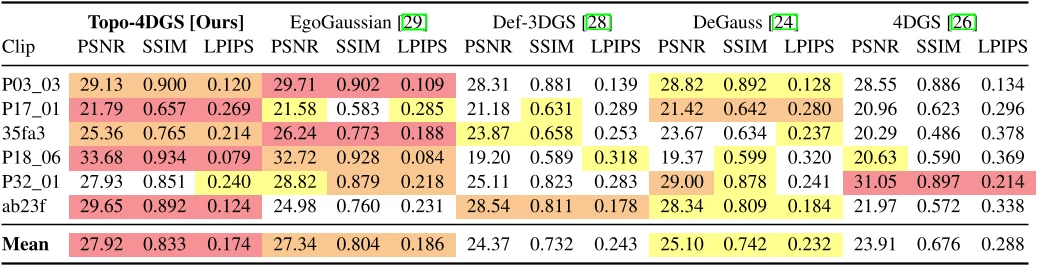 Topo-4DGS [Ours] EgoGaussian [29] Def-3DGS [28] DeGauss [24] 4DGS [26]
Clip PSNR SSIM LPIPS PSNR SSIM LPIPS PSNR SSIM LPIPS PSNR SSIM LPIPS PSNR SSIM LPIPS
P03_03 29.13 0.900 0.120 29.71 0.902 0.109 28.31 0.881 0.139 28.82 0.892 0.128 28.55 0.886 0.134
P17_01 21.79 0.657 0.269 21.58 0.583 0.285 21.18 0.631 0.289 21.42 0.642 0.280 20.96 0.623 0.296
35fa3 25.36 0.765 0.214 26.24 0.773 0.188 23.87 0.658 0.253 23.67 0.634 0.237 20.29 0.486 0.378
P18_06 33.68 0.934 0.079 32.72 0.928 0.084 19.20 0.589 0.318 19.37 0.599 0.320 20.63 0.590 0.369
P32_01 27.93 0.851 0.240 28.82 0.879 0.218 25.11 0.823 0.283 29.00 0.878 0.241 31.05 0.897 0.214
ab23f 29.65 0.892 0.124 24.98 0.760 0.231 28.54 0.811 0.178 28.34 0.809 0.184 21.97 0.572 0.338
Mean 27.92 0.833 0.174 27.34 0.804 0.186 24.37 0.732 0.243 25.10 0.742 0.232 23.91 0.676 0.288